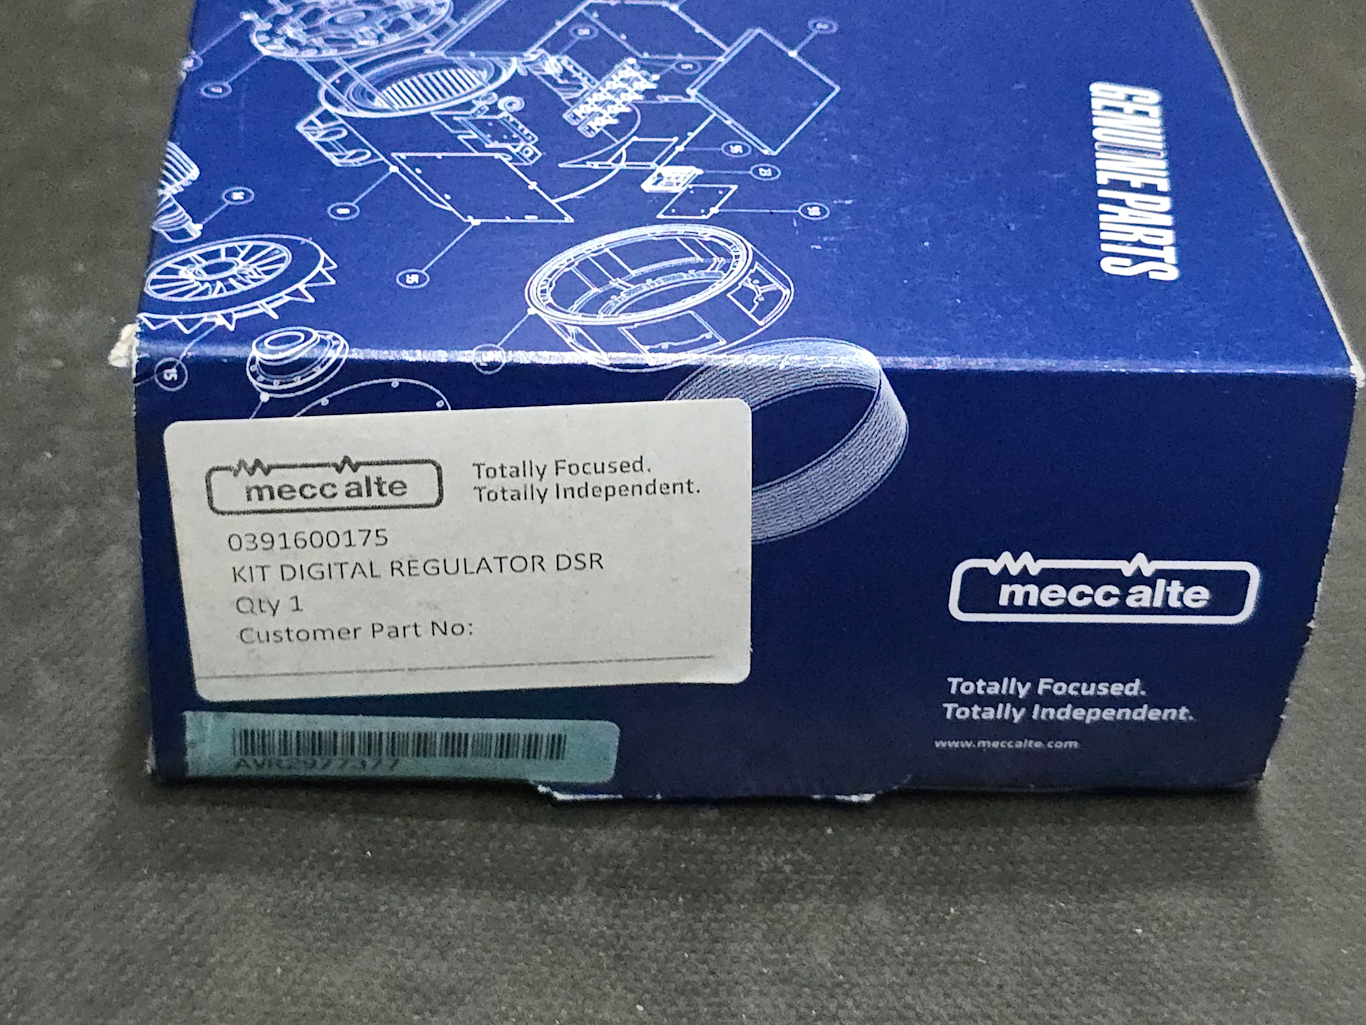 GENUINE PARTS
mecc alte
Totally Focused.
Totally Independent.
0391600175
KIT DIGITAL REGULATOR DSR
Qty 1
Customer Part No:
AVR2977377
mecc alte
Totally Focused.
Totally Independent.
www.meccalte.com